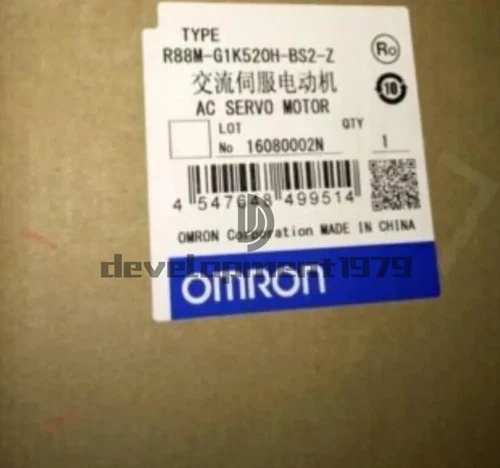 TYPE
R88M-G1K520H-BS2-Z
Ro
交流伺服电动机
10
AC SERVO MOTOR
LOT
No 16080002N
QTY
1
4 547648 499514
OMRON Corporation MADE IN CHINA
development1979
OMRON